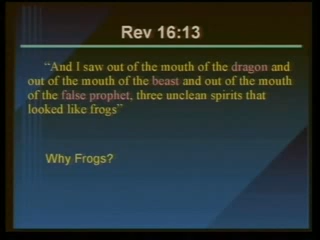 Rev 16:13
“And I saw out of the mouth of the dragon and
out of the mouth of the beast and out of the mouth
of the false prophet, three unclean spirits that
looked like frogs”
Why Frogs?